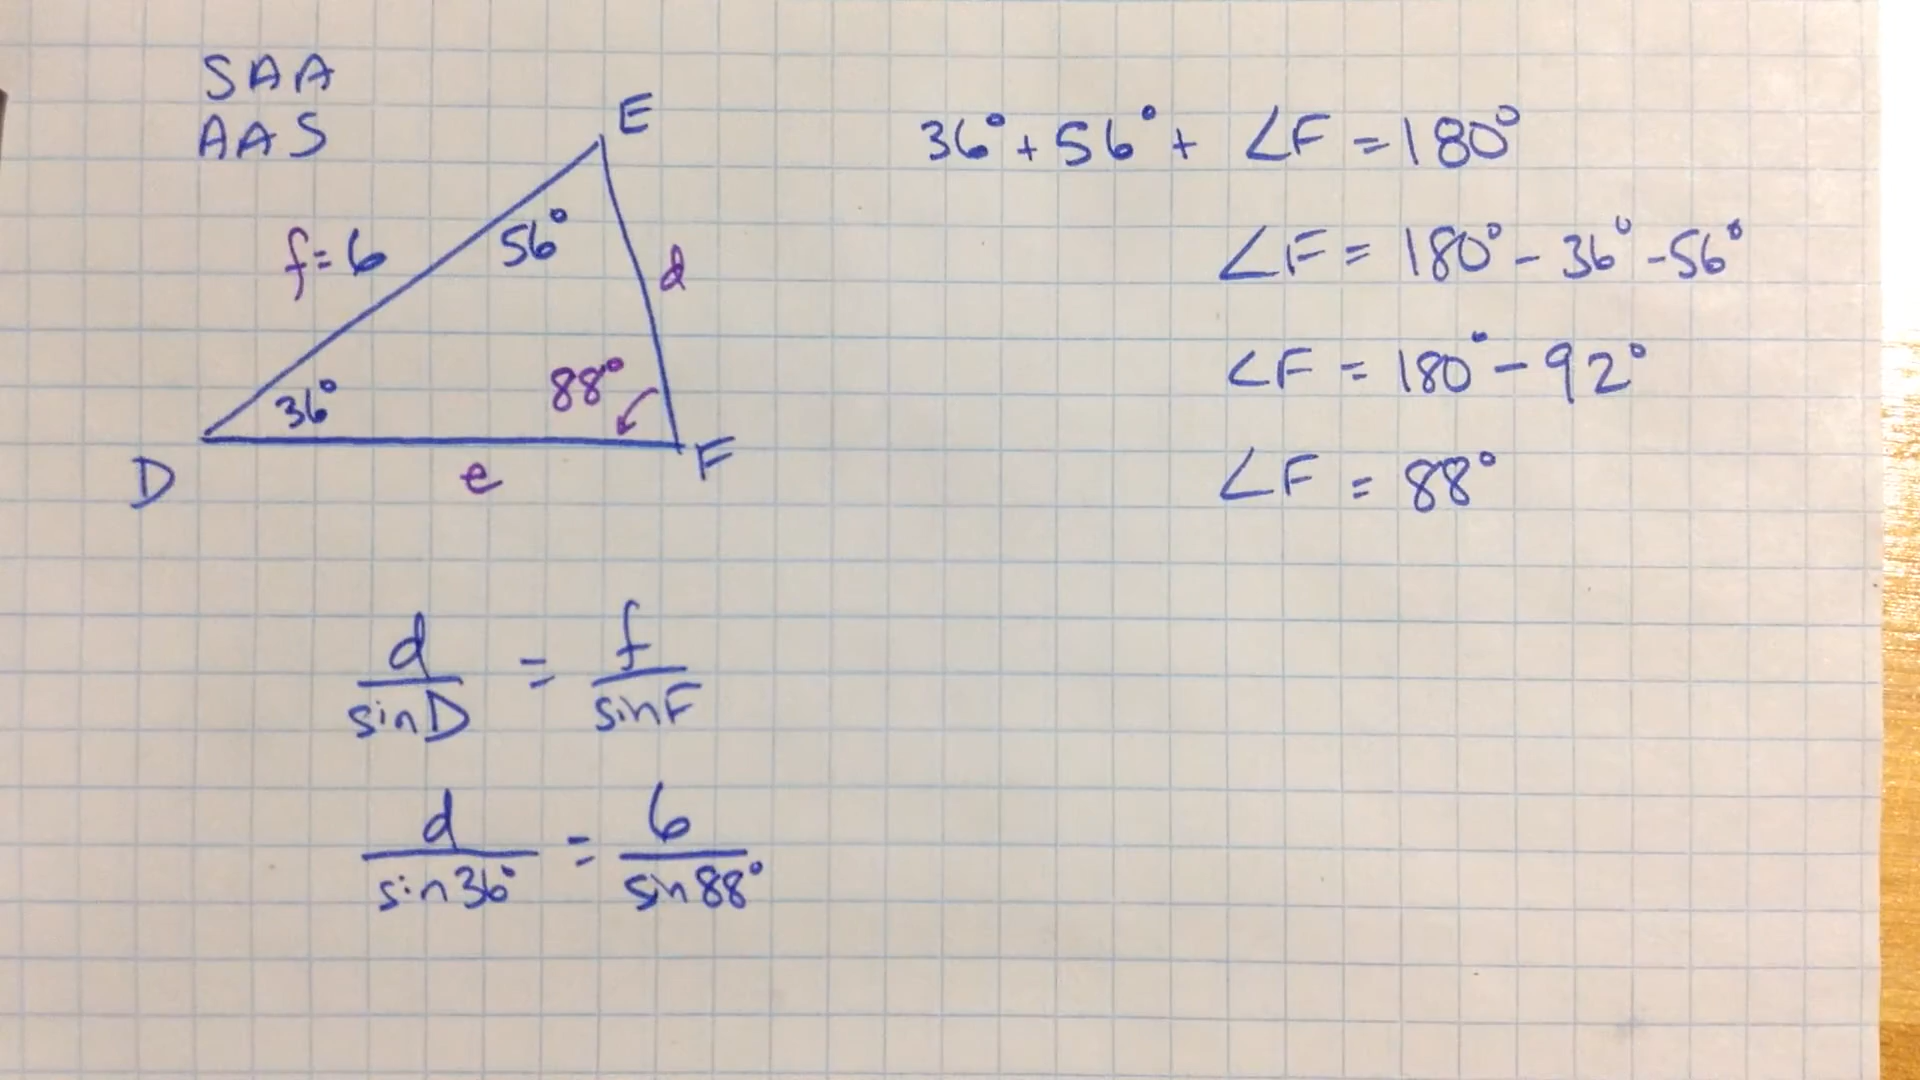 SAA
AAS
E
f=6
56°
d
36°
88°
D
e
F
36°+56°+ ∠F =180°
∠F = 180°- 36°-56°
∠F = 180°- 92°
∠F = 88°
d/sinD = f/sinF
d/sin36° = 6/sin88°